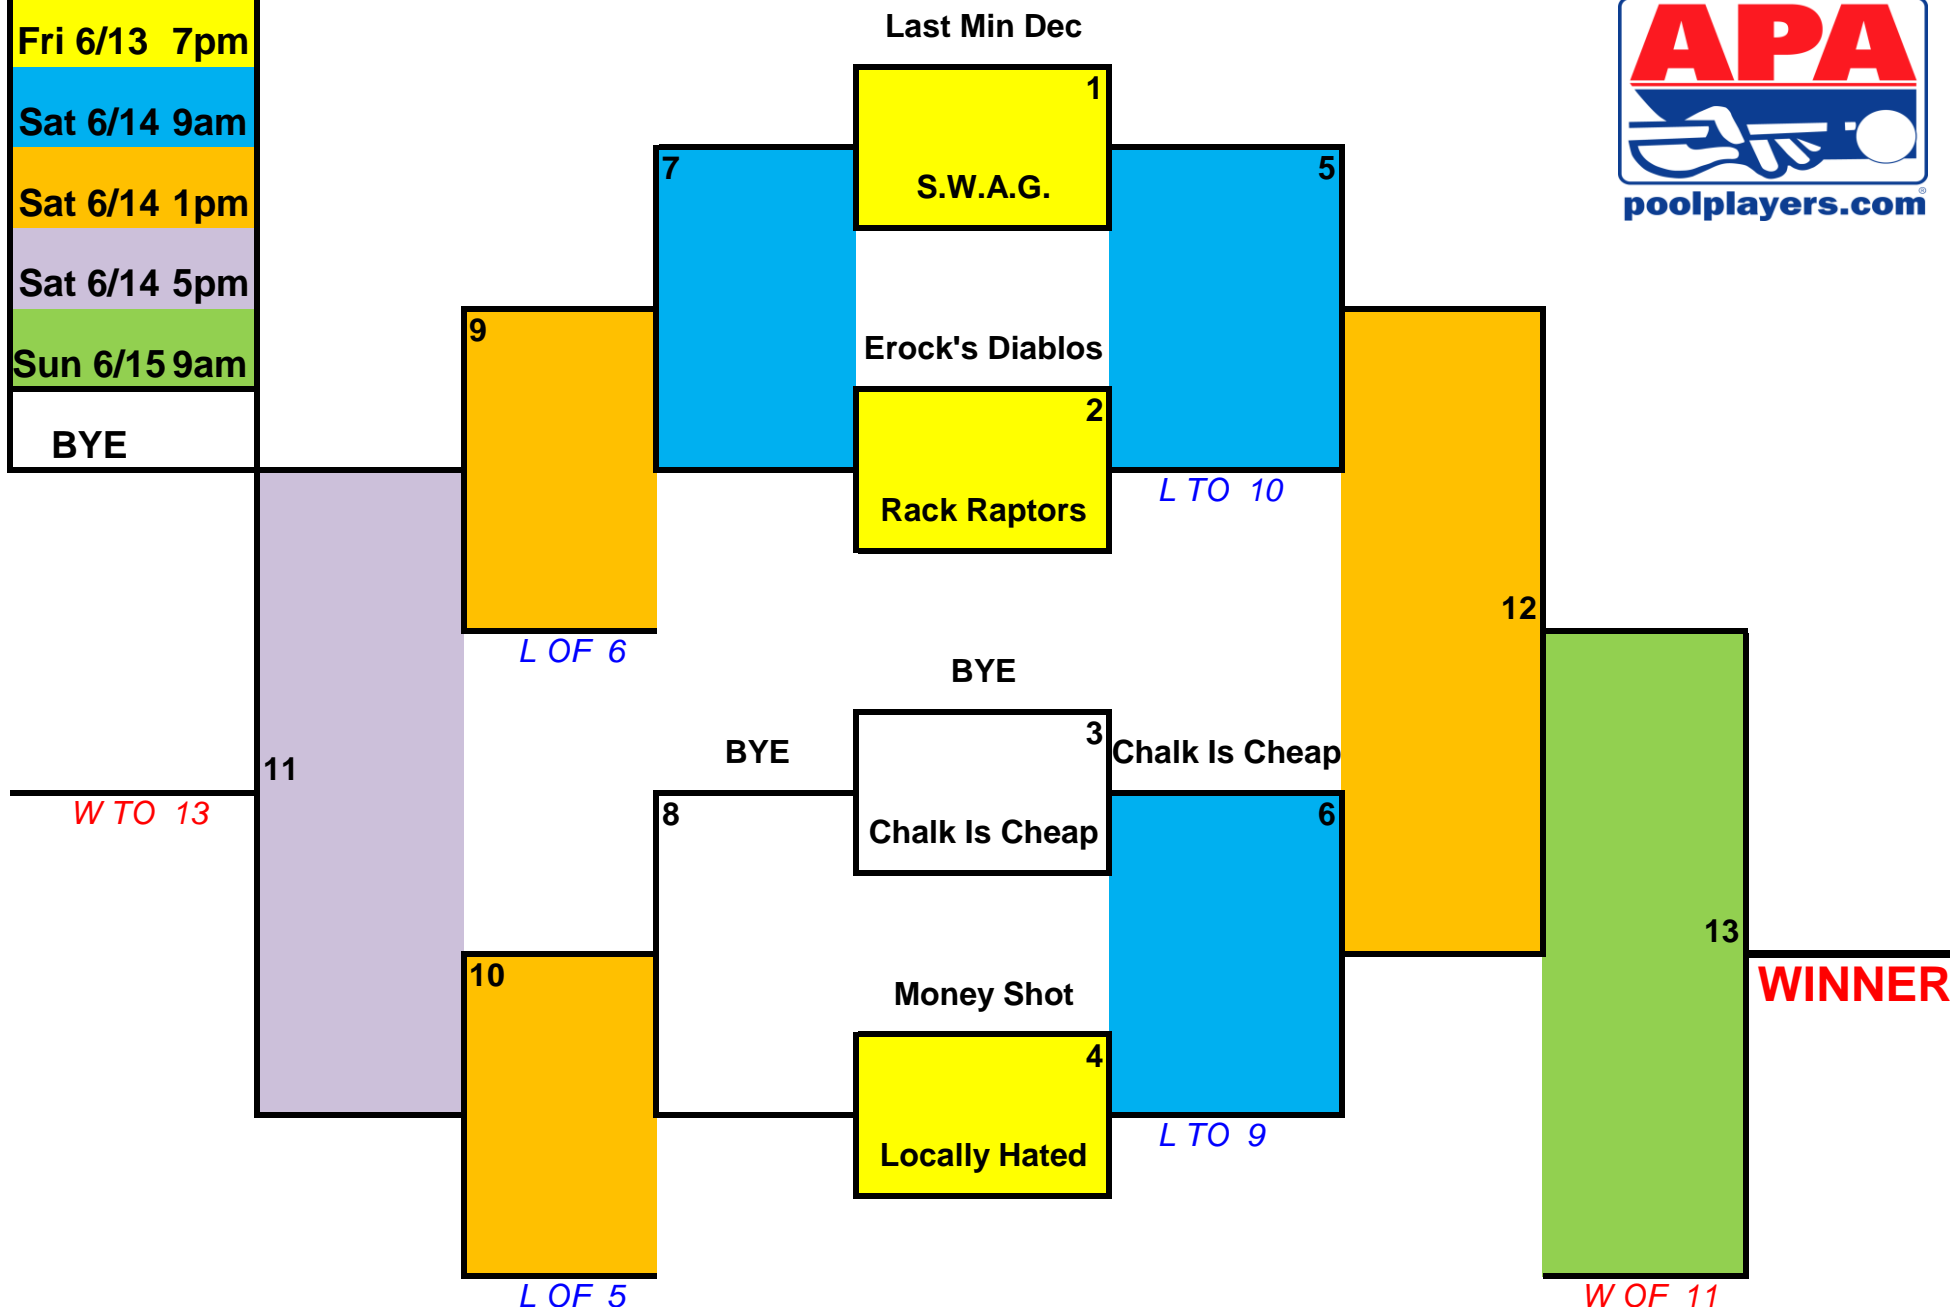 Fri 6/13 7pm
Sat 6/14 9am
Sat 6/14 1pm
Sat 6/14 5pm
Sun 6/15 9am
BYE
11
W TO 13
9
L OF 6
10
L OF 5
7
BYE
8
Last Min Dec
1
S.W.A.G.
Erock's Diablos
2
Rack Raptors
BYE
3
Chalk Is Cheap
Money Shot
4
Locally Hated
5
L TO 10
Chalk Is Cheap
6
L TO 9
12
13
W OF 11
WINNER
APA
poolplayers.com®